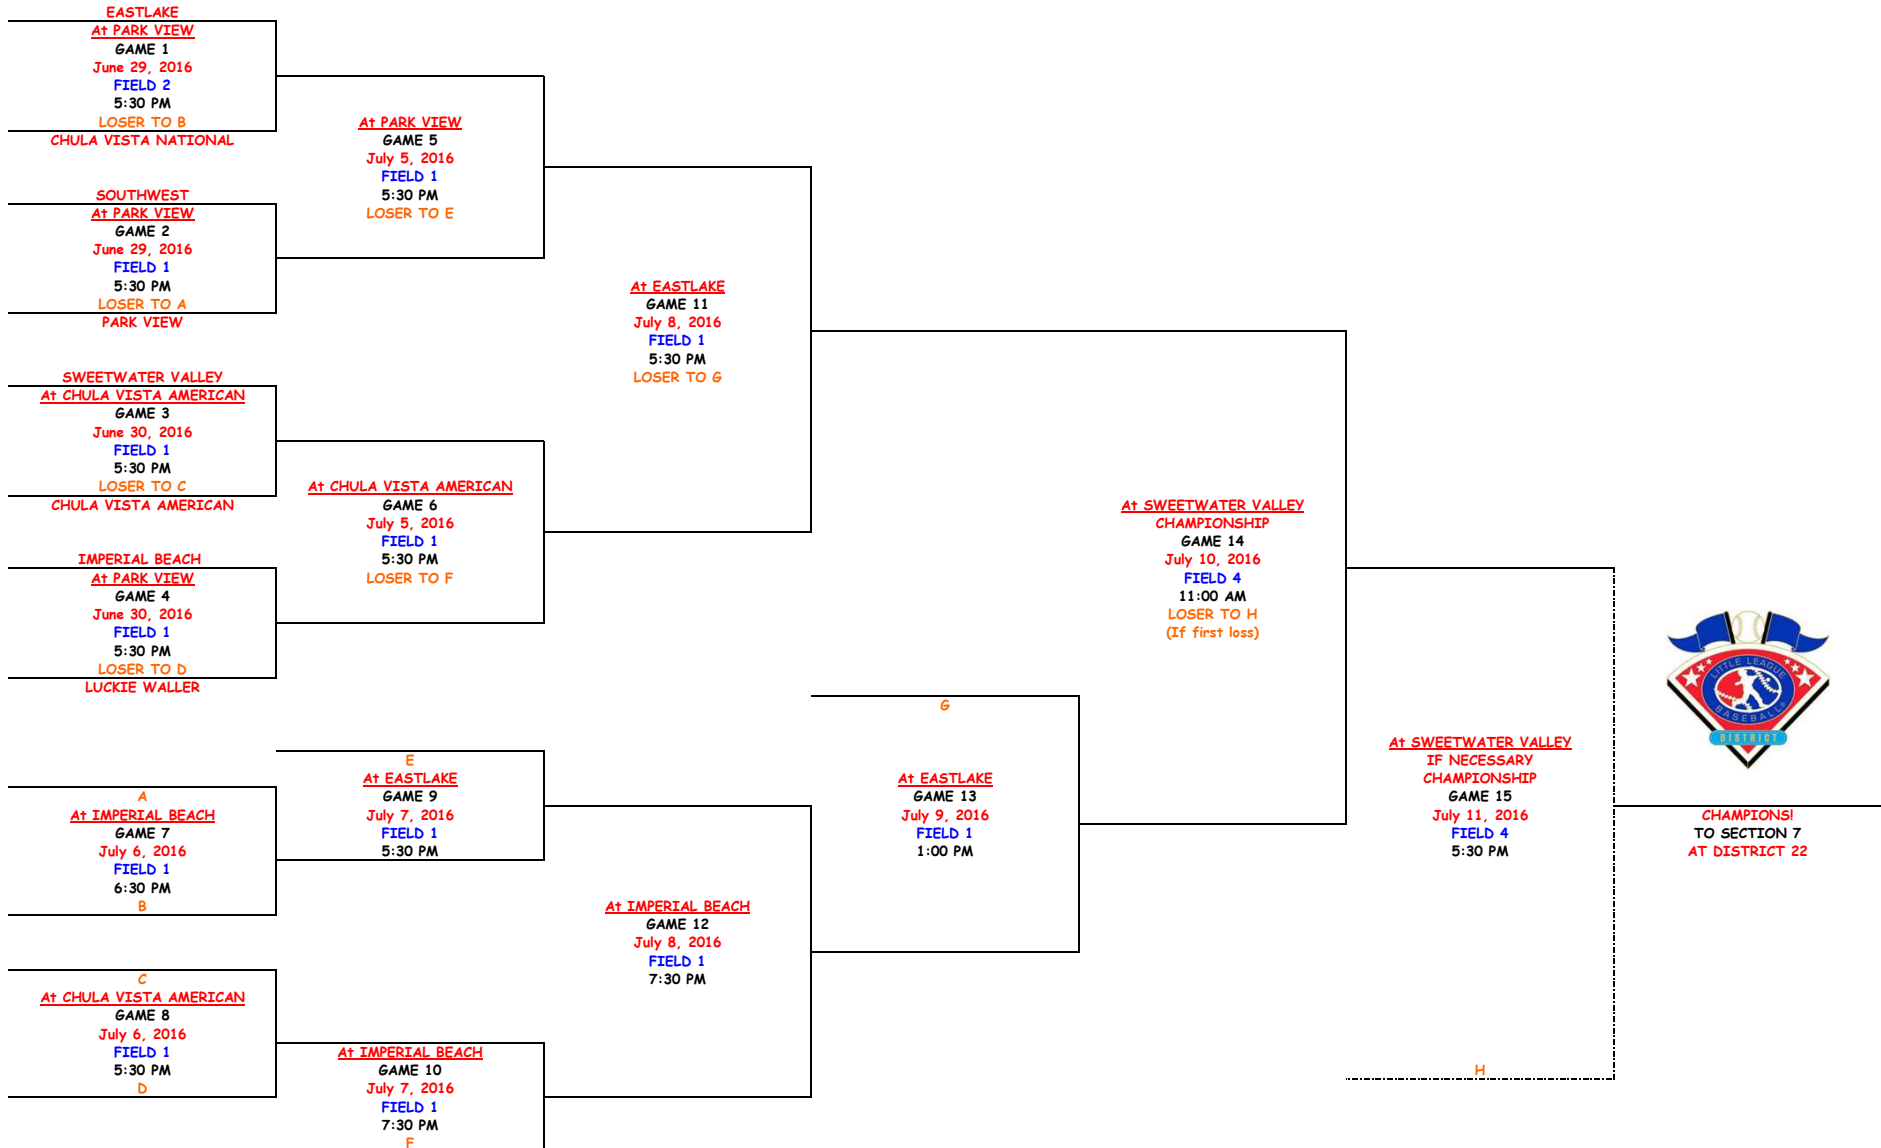 EASTLAKE
At PARK VIEW
GAME 1
June 29, 2016
FIELD 2
5:30 PM
LOSER TO B
CHULA VISTA NATIONAL
SOUTHWEST
At PARK VIEW
GAME 2
June 29, 2016
FIELD 1
5:30 PM
LOSER TO A
PARK VIEW
SWEETWATER VALLEY
At CHULA VISTA AMERICAN
GAME 3
June 30, 2016
FIELD 1
5:30 PM
LOSER TO C
CHULA VISTA AMERICAN
IMPERIAL BEACH
At PARK VIEW
GAME 4
June 30, 2016
FIELD 1
5:30 PM
LOSER TO D
LUCKIE WALLER
A
At IMPERIAL BEACH
GAME 7
July 6, 2016
FIELD 1
6:30 PM
B
C
At CHULA VISTA AMERICAN
GAME 8
July 6, 2016
FIELD 1
5:30 PM
D
At PARK VIEW
GAME 5
July 5, 2016
FIELD 1
5:30 PM
LOSER TO E
At CHULA VISTA AMERICAN
GAME 6
July 5, 2016
FIELD 1
5:30 PM
LOSER TO F
E
At EASTLAKE
GAME 9
July 7, 2016
FIELD 1
5:30 PM
At IMPERIAL BEACH
GAME 10
July 7, 2016
FIELD 1
7:30 PM
F
At EASTLAKE
GAME 11
July 8, 2016
FIELD 1
5:30 PM
LOSER TO G
At IMPERIAL BEACH
GAME 12
July 8, 2016
FIELD 1
7:30 PM
G
At EASTLAKE
GAME 13
July 9, 2016
FIELD 1
1:00 PM
At SWEETWATER VALLEY
CHAMPIONSHIP
GAME 14
July 10, 2016
FIELD 4
11:00 AM
LOSER TO H
(If first loss)
At SWEETWATER VALLEY
IF NECESSARY
CHAMPIONSHIP
GAME 15
July 11, 2016
FIELD 4
5:30 PM
H
LITTLE LEAGUE
BASEBALL®
DISTRICT
CHAMPIONS!
TO SECTION 7
AT DISTRICT 22